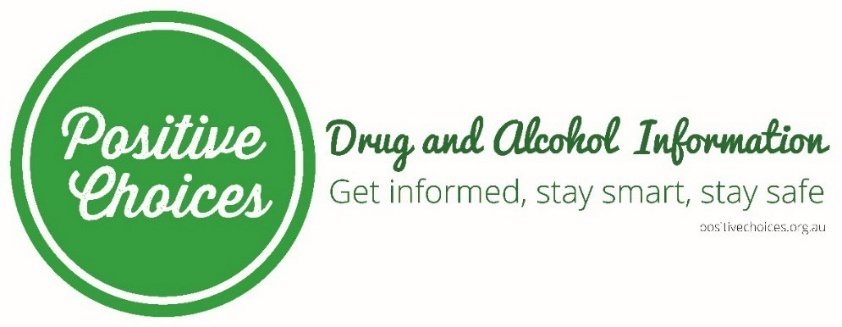 Positive
Choices
Drug and Alcohol Information
Get informed, stay smart, stay safe
positivechoices.org.au